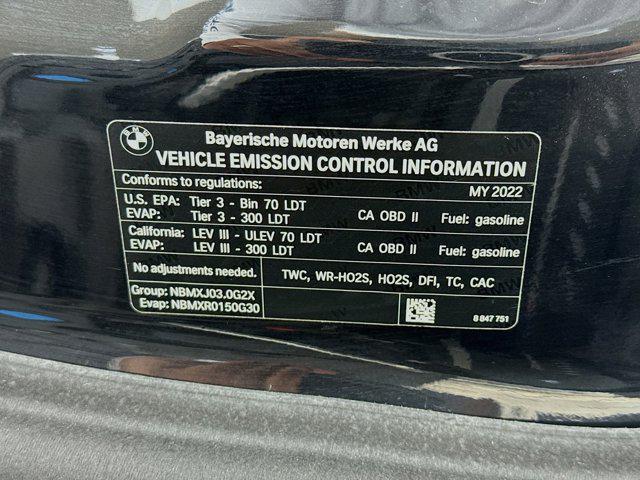 BMW
Bayerische Motoren Werke AG
VEHICLE EMISSION CONTROL INFORMATION
Conforms to regulations: MY 2022
U.S. EPA: Tier 3 - Bin 70 LDT
EVAP: Tier 3 - 300 LDT CA OBD II Fuel: gasoline
California: LEV III - ULEV 70 LDT
EVAP: LEV III - 300 LDT CA OBD II Fuel: gasoline
No adjustments needed. TWC, WR-HO2S, HO2S, DFI, TC, CAC
Group: NBMXJ03.0G2X
Evap: NBMXR0150G30
8 847 751